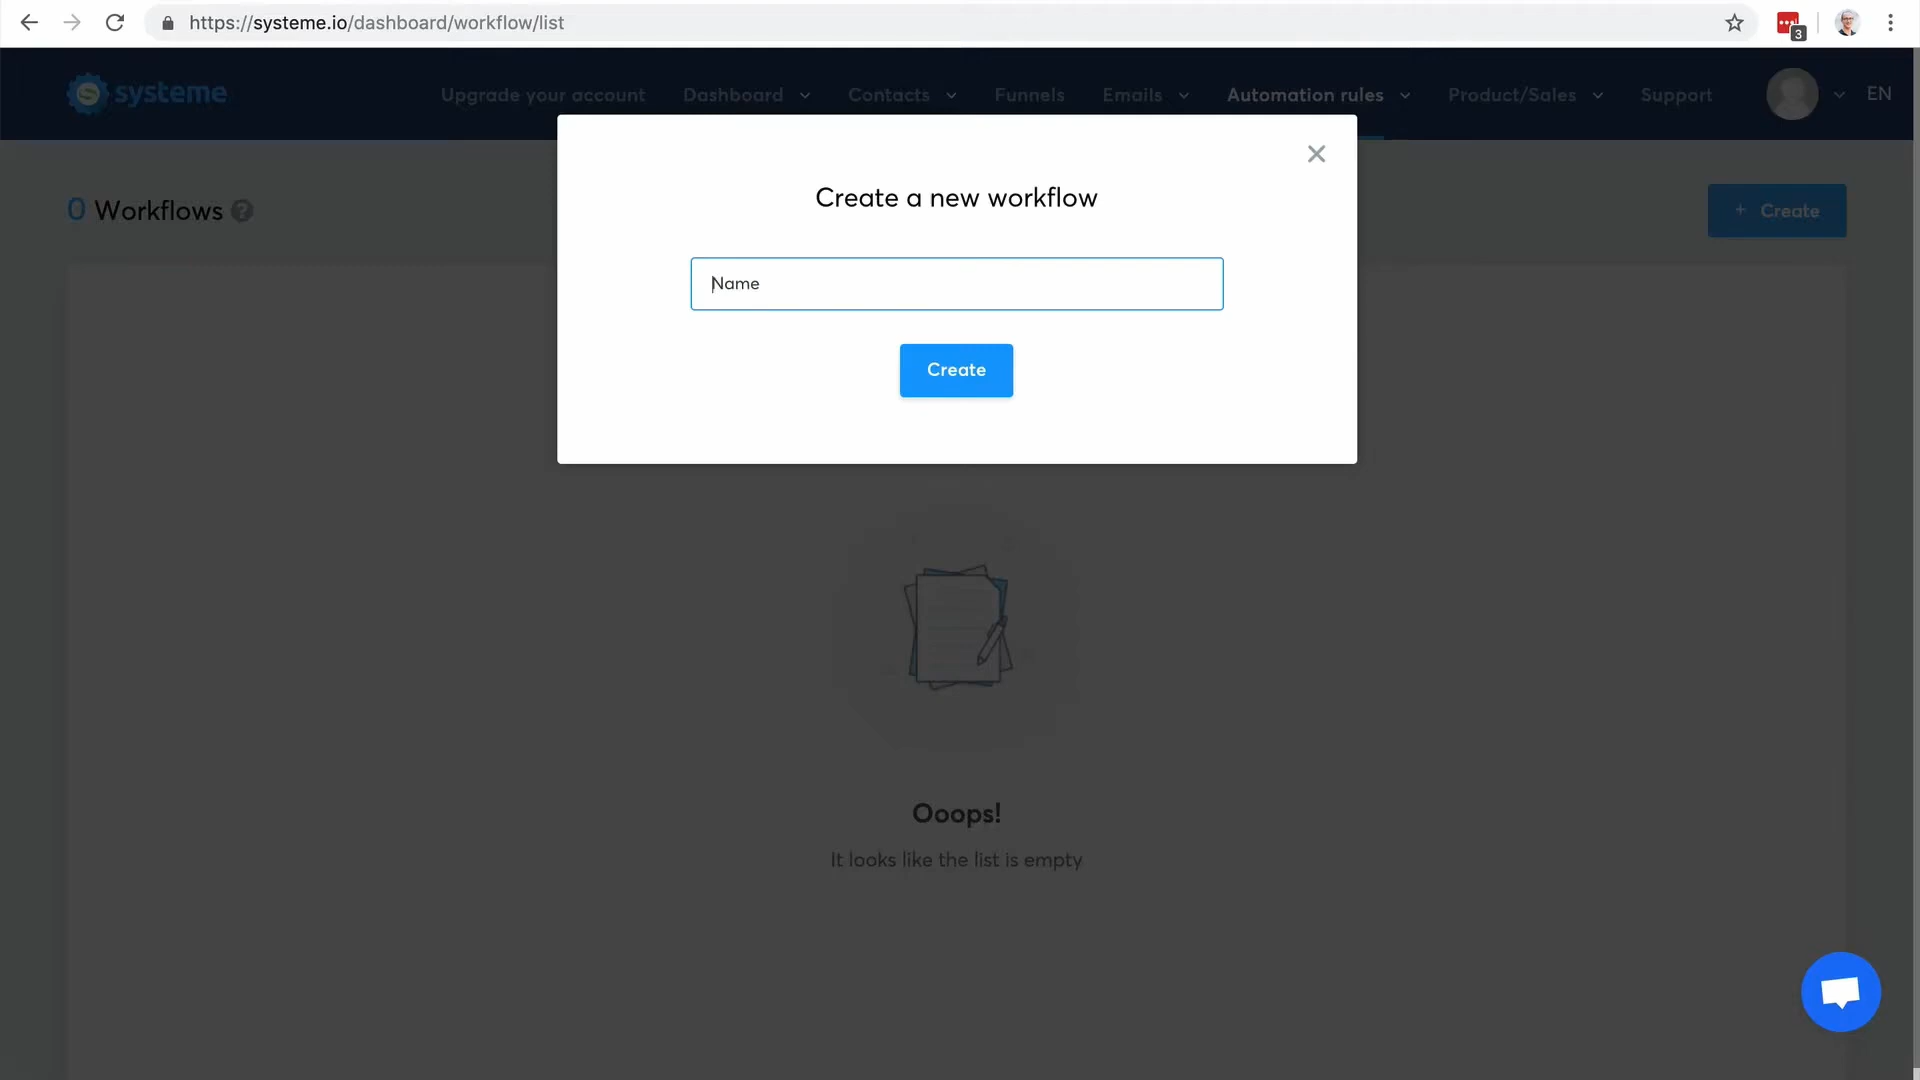 https://systeme.io/dashboard/workflow/list
3
systeme
Upgrade your account
Dashboard
Contacts
Funnels
Emails
Automation rules
Product/Sales
Support
EN
0 Workflows ?
+ Create
Create a new workflow
Name
Create
Ooops!
It looks like the list is empty